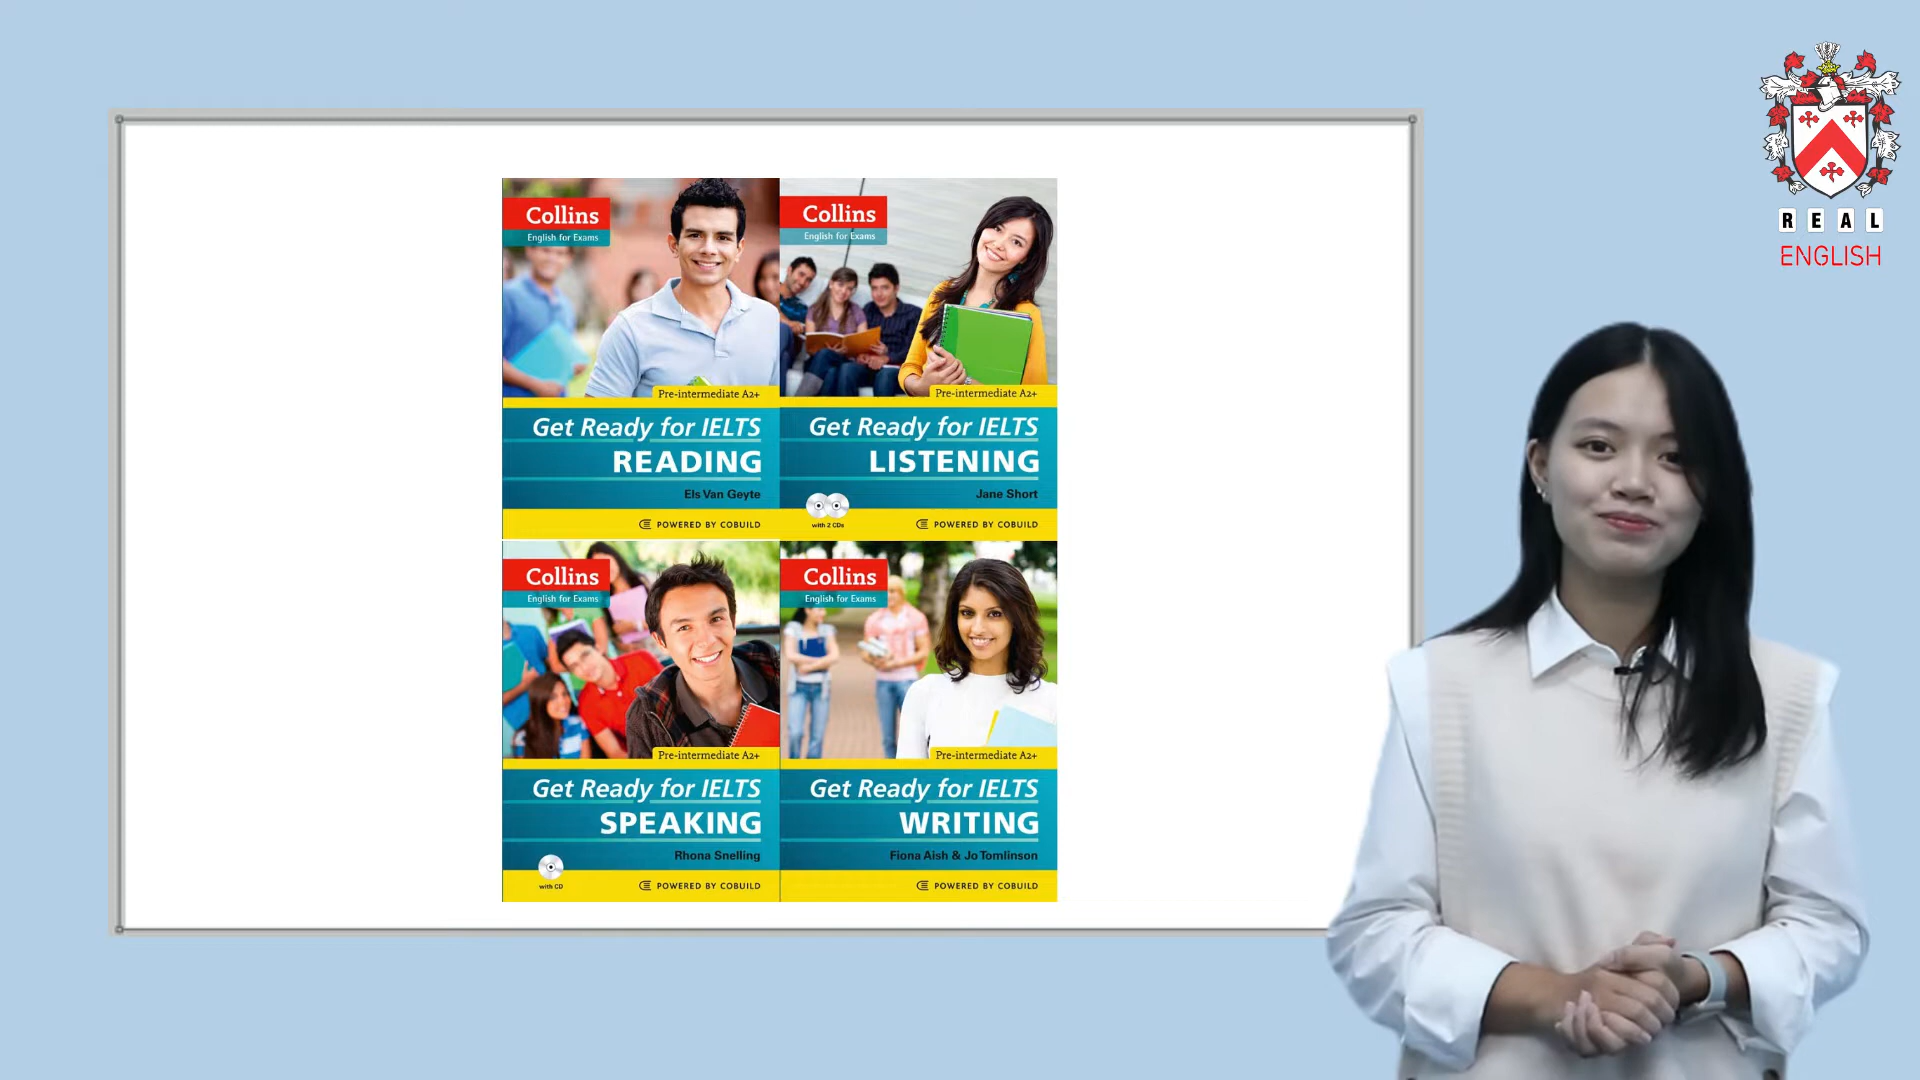 Collins
English for Exams
Pre-intermediate A2+
Get Ready for IELTS
READING
Els Van Geyte
POWERED BY COBUILD
Collins
English for Exams
Pre-intermediate A2+
Get Ready for IELTS
LISTENING
Jane Short
with 2 CDs
POWERED BY COBUILD
Collins
English for Exams
Pre-intermediate A2+
Get Ready for IELTS
SPEAKING
Rhona Snelling
with CD
POWERED BY COBUILD
Collins
English for Exams
Pre-intermediate A2+
Get Ready for IELTS
WRITING
Fiona Aish & Jo Tomlinson
POWERED BY COBUILD
REAL
ENGLISH